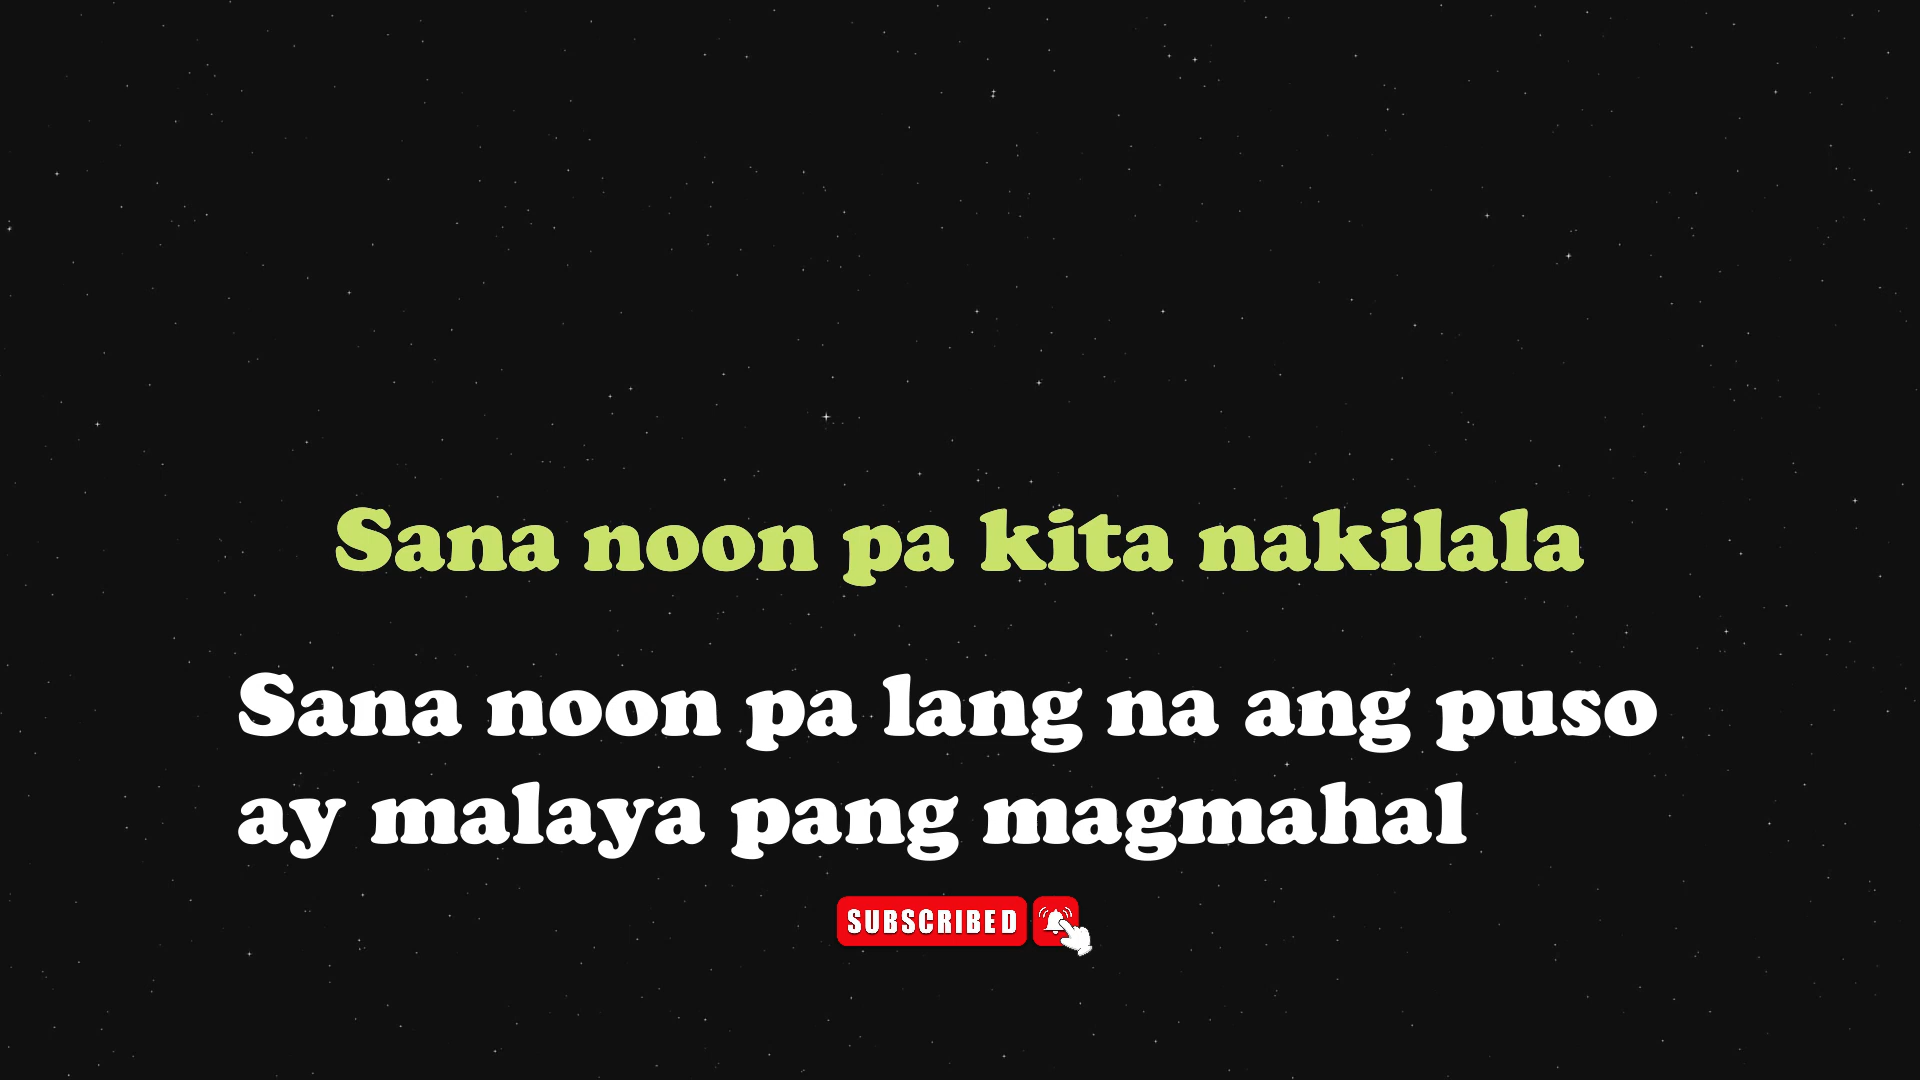 Sana noon pa kita nakilala
Sana noon pa lang na ang puso
ay malaya pang magmahal
SUBSCRIBED